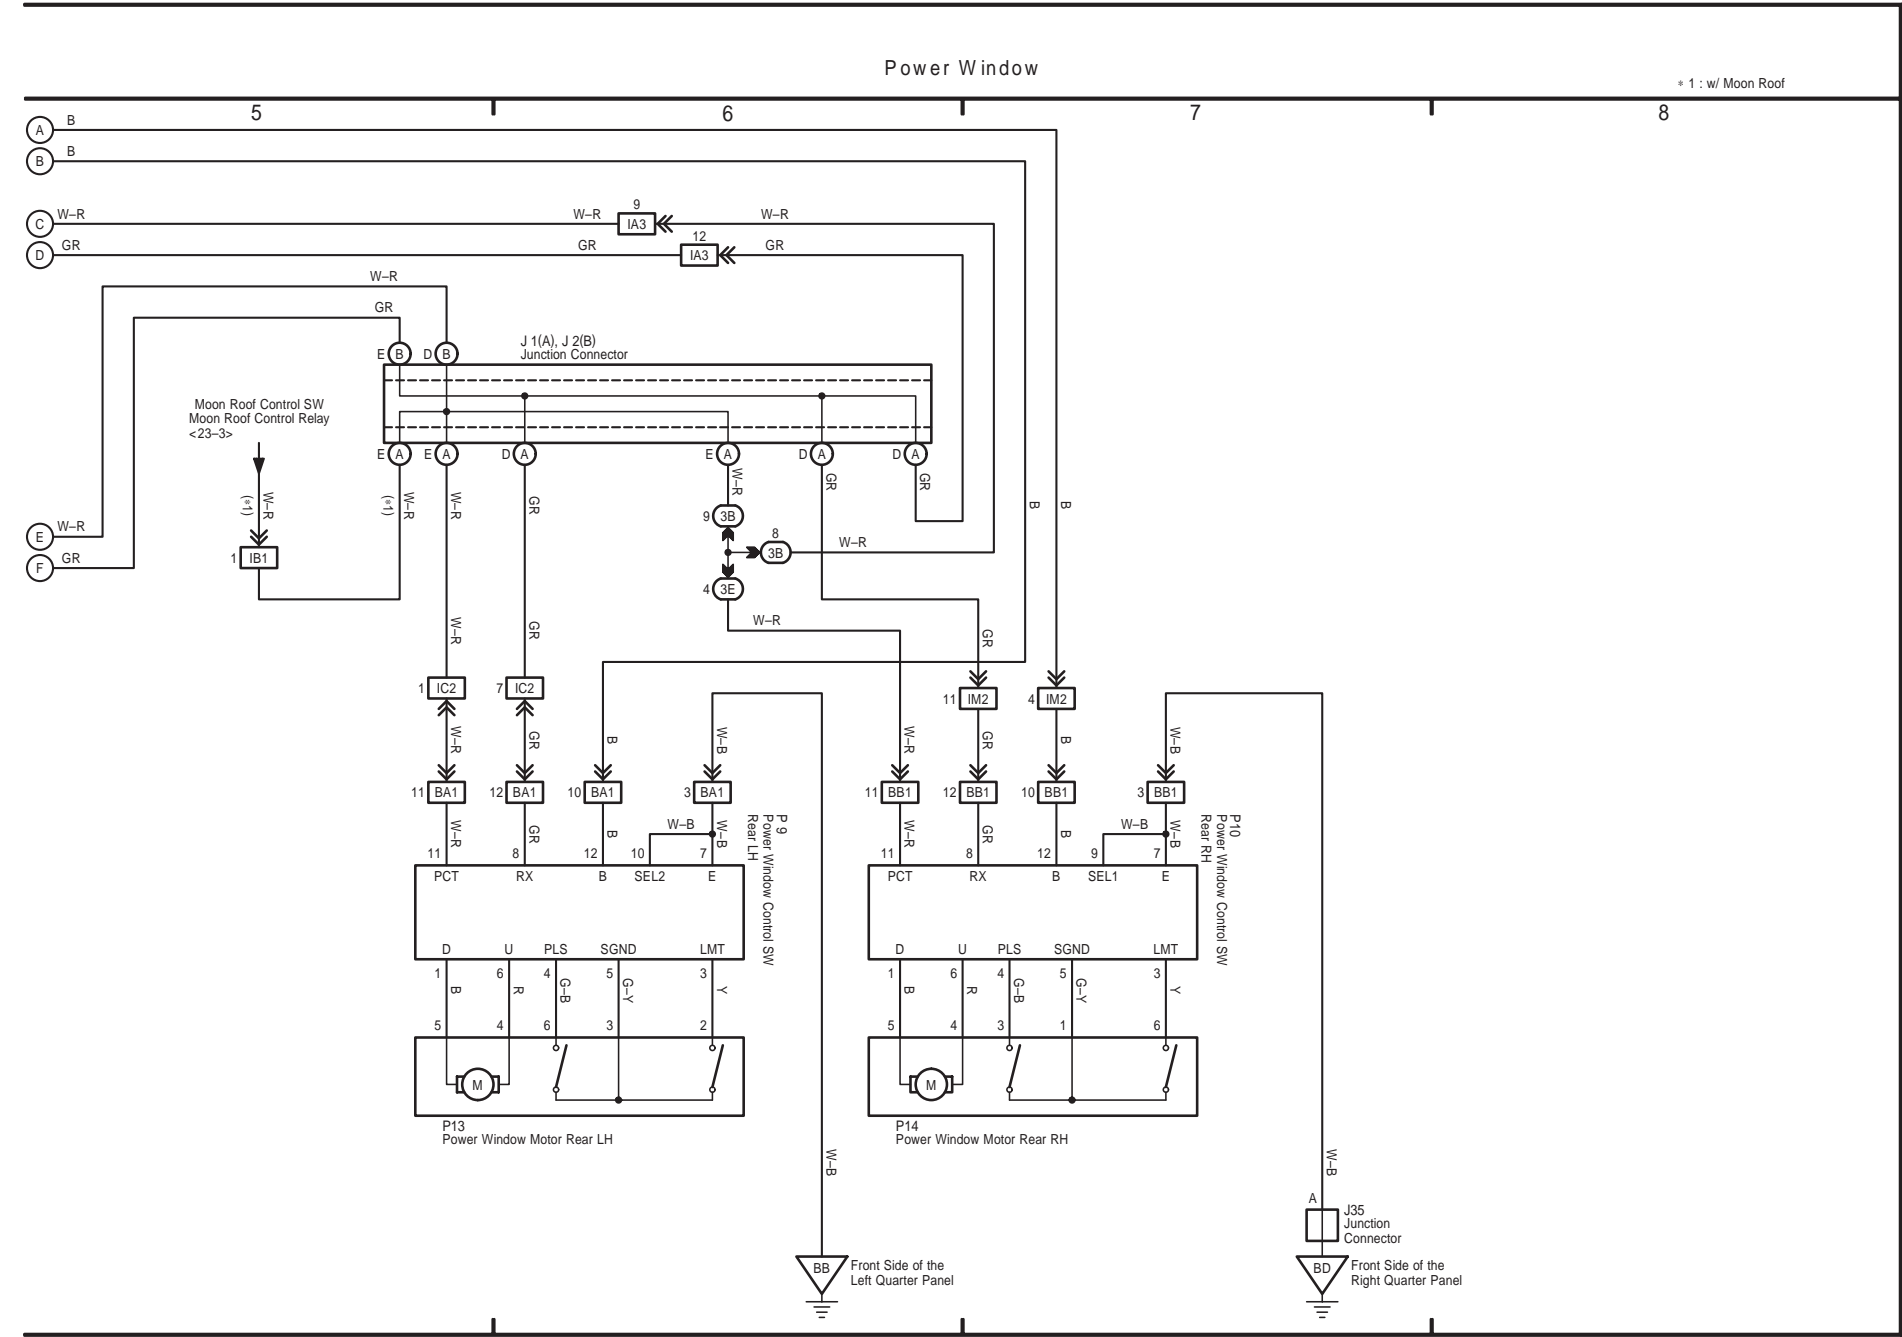 Power Window
∗ 1 : w/ Moon Roof
5 6 7 8
A B
B B
C W–R W–R 9 IA3 W–R
D GR GR 12 IA3 GR
W–R
GR
J 1(A), J 2(B)
Junction Connector
E B D B
Moon Roof Control SW
Moon Roof Control Relay
<23–3>
E A E A D A E A D A D A
W–R (∗1) W–R (∗1) W–R GR W–R GR GR B B
E W–R
F GR
1 IB1
9 3B
8
3B W–R
4 3E
W–R
W–R GR GR
1 IC2 7 IC2 11 IM2 4 IM2
W–R GR B W–B W–R GR B W–B
11 BA1 12 BA1 10 BA1 3 BA1 11 BB1 12 BB1 10 BB1 3 BB1
W–R GR B W–B W–B W–R GR B W–B W–B
P 9
Power Window Control SW
Rear LH
P10
Power Window Control SW
Rear RH
11 8 12 10 7 11 8 12 9 7
PCT RX B SEL2 E PCT RX B SEL1 E
D U PLS SGND LMT D U PLS SGND LMT
1 6 4 5 3 1 6 4 5 3
B R G–B G–Y Y B R G–B G–Y Y
5 4 6 3 2 5 4 3 1 6
M M
P13
Power Window Motor Rear LH
P14
Power Window Motor Rear RH
W–B W–B
A
J35
Junction
Connector
BB
Front Side of the
Left Quarter Panel
BD
Front Side of the
Right Quarter Panel